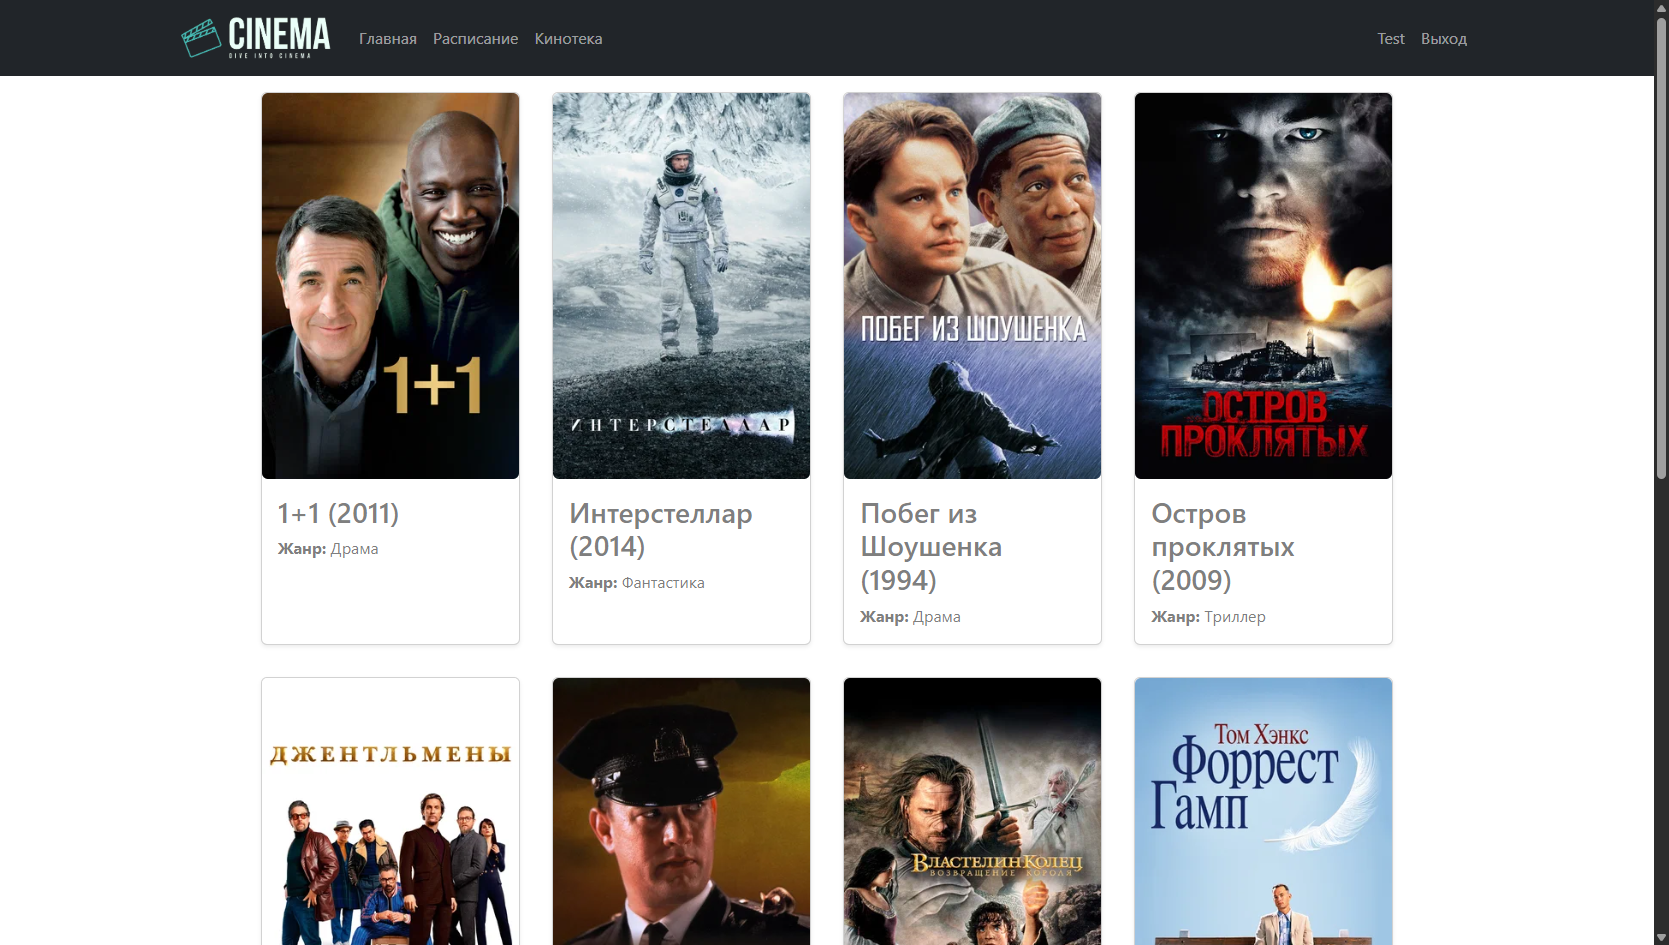 CINEMA
DIVE INTO CINEMA
Главная Расписание Кинотека
Test Выход
1+1
ИНТЕРСТЕЛЛАР
ПОБЕГ ИЗ ШОУШЕНКА
ОСТРОВ
ПРОКЛЯТЫХ
1+1 (2011)
Жанр: Драма
Интерстеллар
(2014)
Жанр: Фантастика
Побег из
Шоушенка
(1994)
Жанр: Драма
Остров
проклятых
(2009)
Жанр: Триллер
ДЖЕНТЛЬМЕНЫ
ВЛАСТЕЛИН КОЛЕЦ
ВОЗВРАЩЕНИЕ КОРОЛЯ
ТОМ ХЭНКС
ФОРРЕСТ
ГАМП